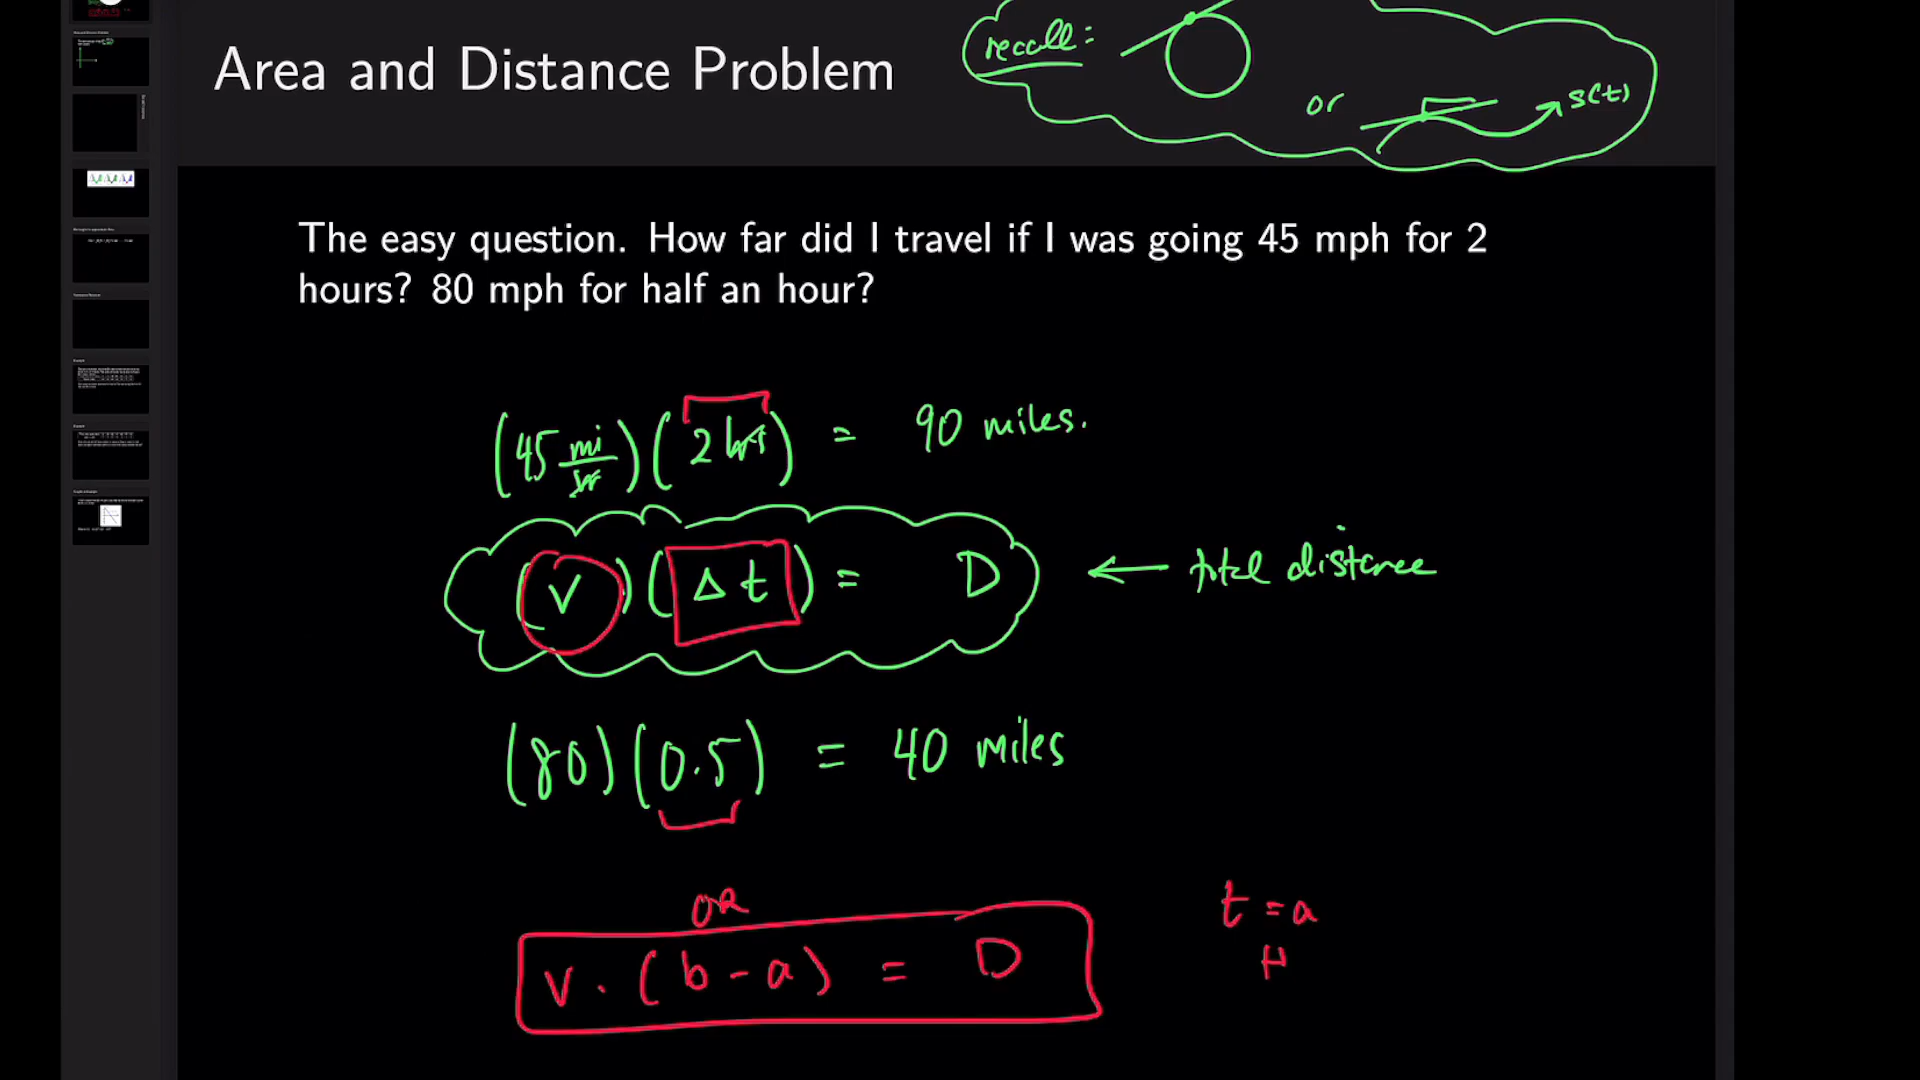 Area and Distance Problem
recall:
or
s(t)
The easy question. How far did I travel if I was going 45 mph for 2
hours? 80 mph for half an hour?
(45 mi/hr)(2 hrs) = 90 miles.
(v)(Δt) = D ← total distance
(80)(0.5) = 40 miles
OR
v·(b-a) = D
t = a